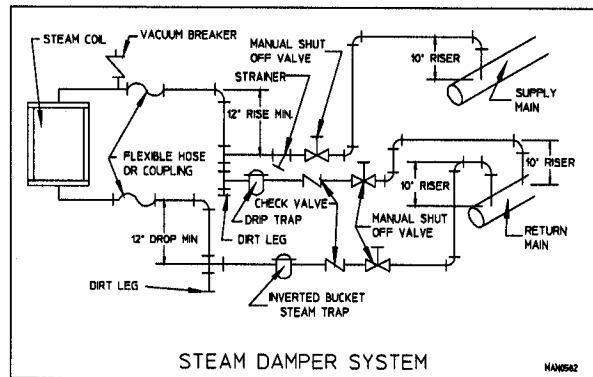 STEAM COIL
VACUUM BREAKER
MANUAL SHUT
OFF VALVE
STRAINER
10" RISER
SUPPLY
MAIN
12" RISE MIN.
FLEXIBLE HOSE
OR COUPLING
10" RISER
10" RISER
CHECK VALVE
DRIP TRAP
MANUAL SHUT
OFF VALVE
RETURN
MAIN
12" DROP MIN
DIRT LEG
DIRT LEG
INVERTED BUCKET
STEAM TRAP
STEAM DAMPER SYSTEM
MAN0502